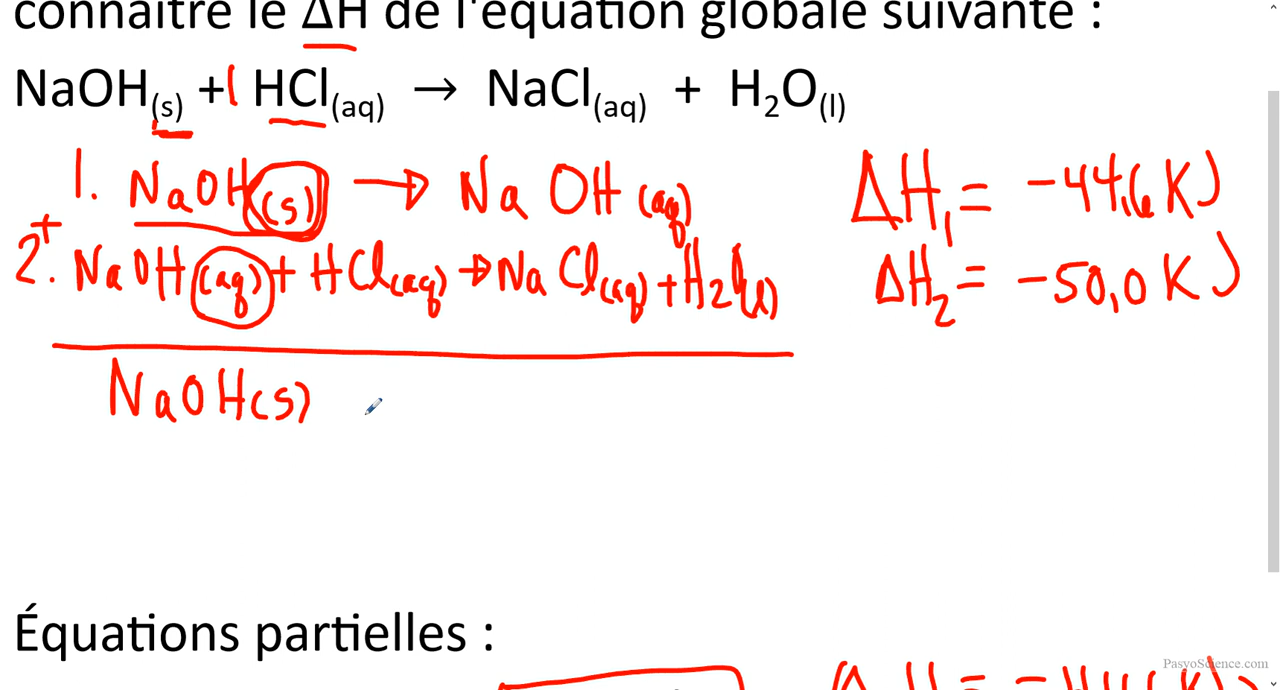 connaître le ΔH de l'équation globale suivante :
NaOH(s) + 1 HCl(aq) → NaCl(aq) + H2O(l)
1. NaOH(s) → NaOH(aq) ΔH1 = -44,6 KJ
+
2. NaOH(aq) + HCl(aq) → NaCl(aq) + H2O(l) ΔH2 = -50,0 KJ
NaOH(s)
Équations partielles :
PasyoScience.com